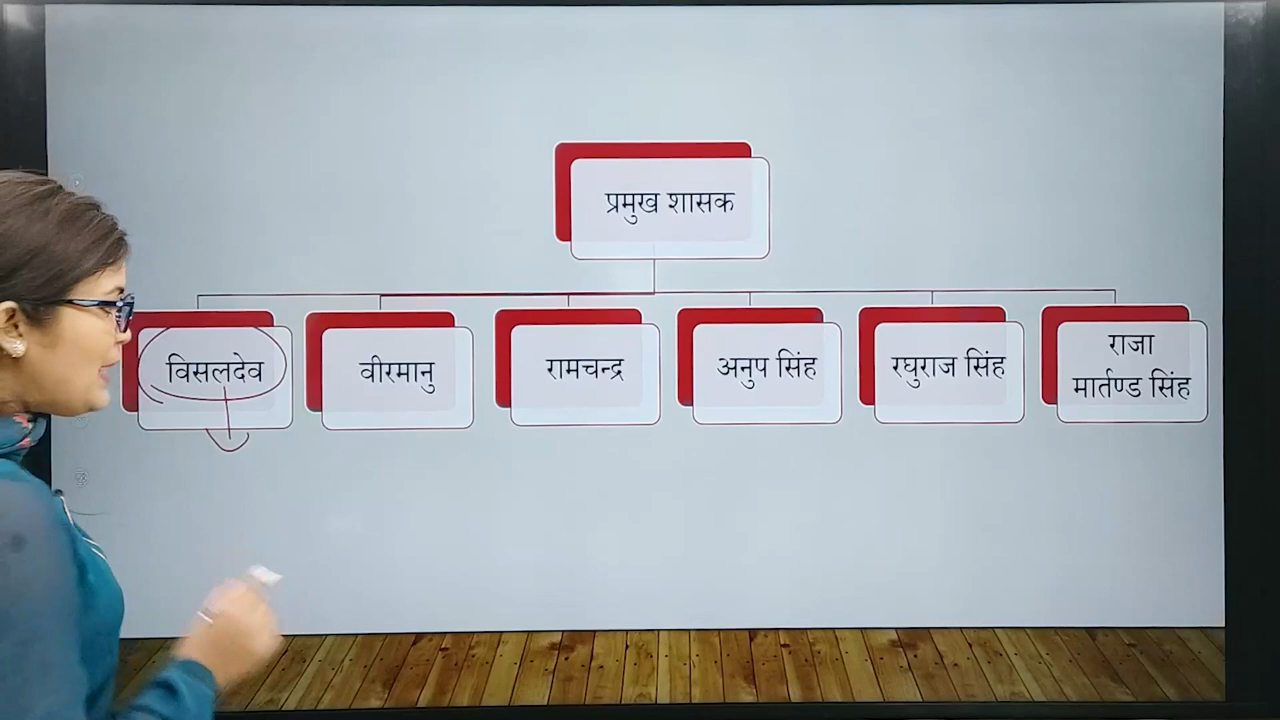 प्रमुख शासक
विसलदेव
वीरमानु
रामचन्द्र
अनुप सिंह
रघुराज सिंह
राजा
मार्तण्ड सिंह